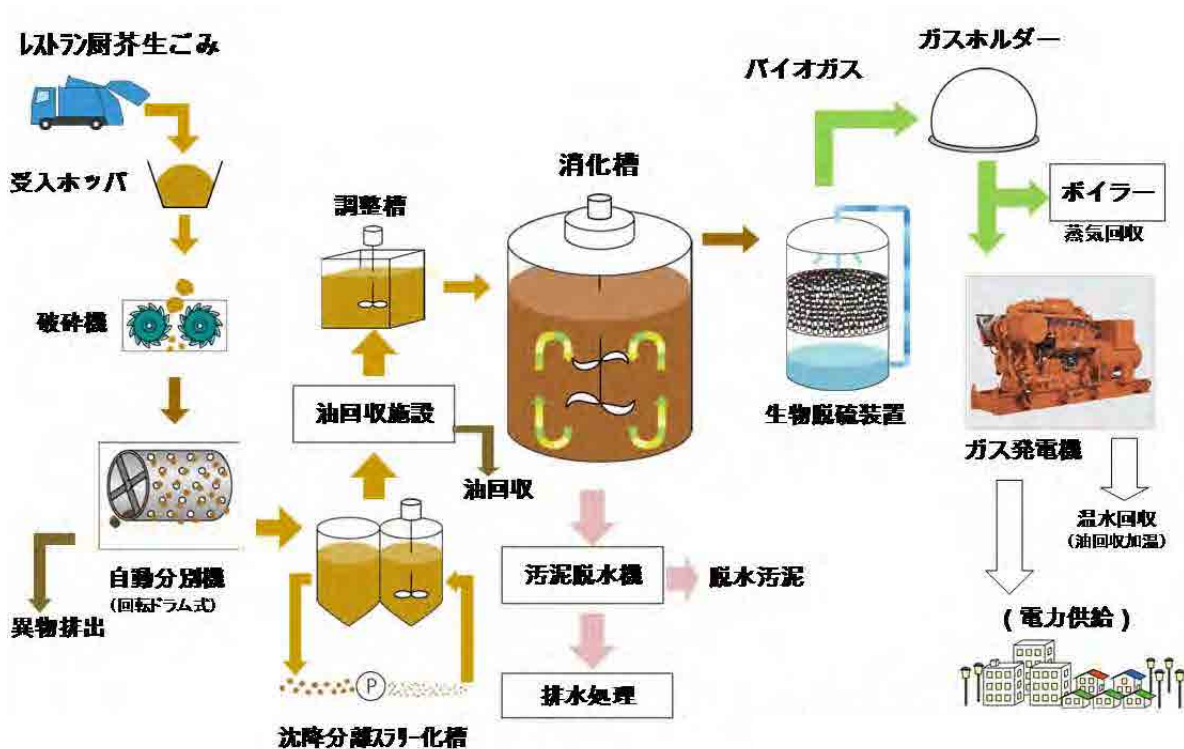 レストラン厨芥生ごみ
受入ホッパ
破砕機
自動分別機
(回転ドラム式)
異物排出
沈降分離スラリー化槽
P
油回収施設
油回収
調整槽
消化槽
汚泥脱水機
脱水汚泥
排水処理
生物脱硫装置
バイオガス
ガスホルダー
ボイラー
蒸気回収
ガス発電機
温水回収
(油回収加温)
(電力供給)